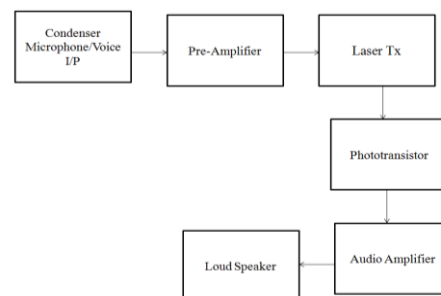 Condenser
Microphone/Voice
I/P
Pre-Amplifier
Laser Tx
Phototransistor
Audio Amplifier
Loud Speaker